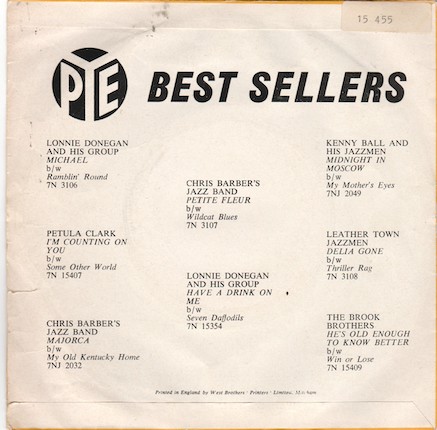 15 455
PYE
BEST SELLERS
LONNIE DONEGAN
AND HIS GROUP
MICHAEL
b/w
Ramblin' Round
7N 3106
PETULA CLARK
I'M COUNTING ON
YOU
b/w
Some Other World
7N 15407
CHRIS BARBER'S
JAZZ BAND
MAJORCA
b/w
My Old Kentucky Home
7NJ 2032
CHRIS BARBER'S
JAZZ BAND
PETITE FLEUR
b/w
Wildcat Blues
7N 3107
LONNIE DONEGAN
AND HIS GROUP
HAVE A DRINK ON
ME
b/w
Seven Daffodils
7N 15354
KENNY BALL AND
HIS JAZZMEN
MIDNIGHT IN
MOSCOW
b/w
My Mother's Eyes
7NJ 2049
LEATHER TOWN
JAZZMEN
DELIA GONE
b/w
Thriller Rag
7N 3108
THE BROOK
BROTHERS
HE'S OLD ENOUGH
TO KNOW BETTER
b/w
Win or Lose
7N 15409
Printed in England by West Brothers · Printers · Limited,